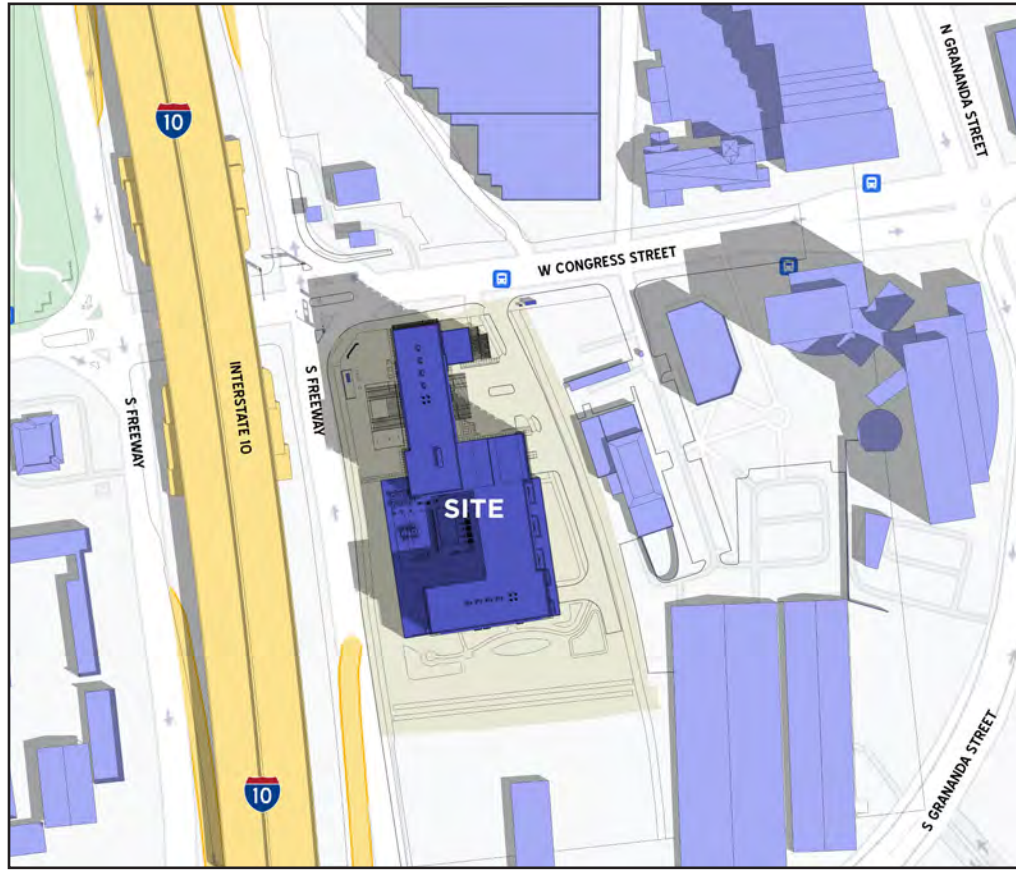 10
N GRANANDA STREET
W CONGRESS STREET
INTERSTATE 10
S FREEWAY
S FREEWAY
SITE
S GRANANDA STREET
10